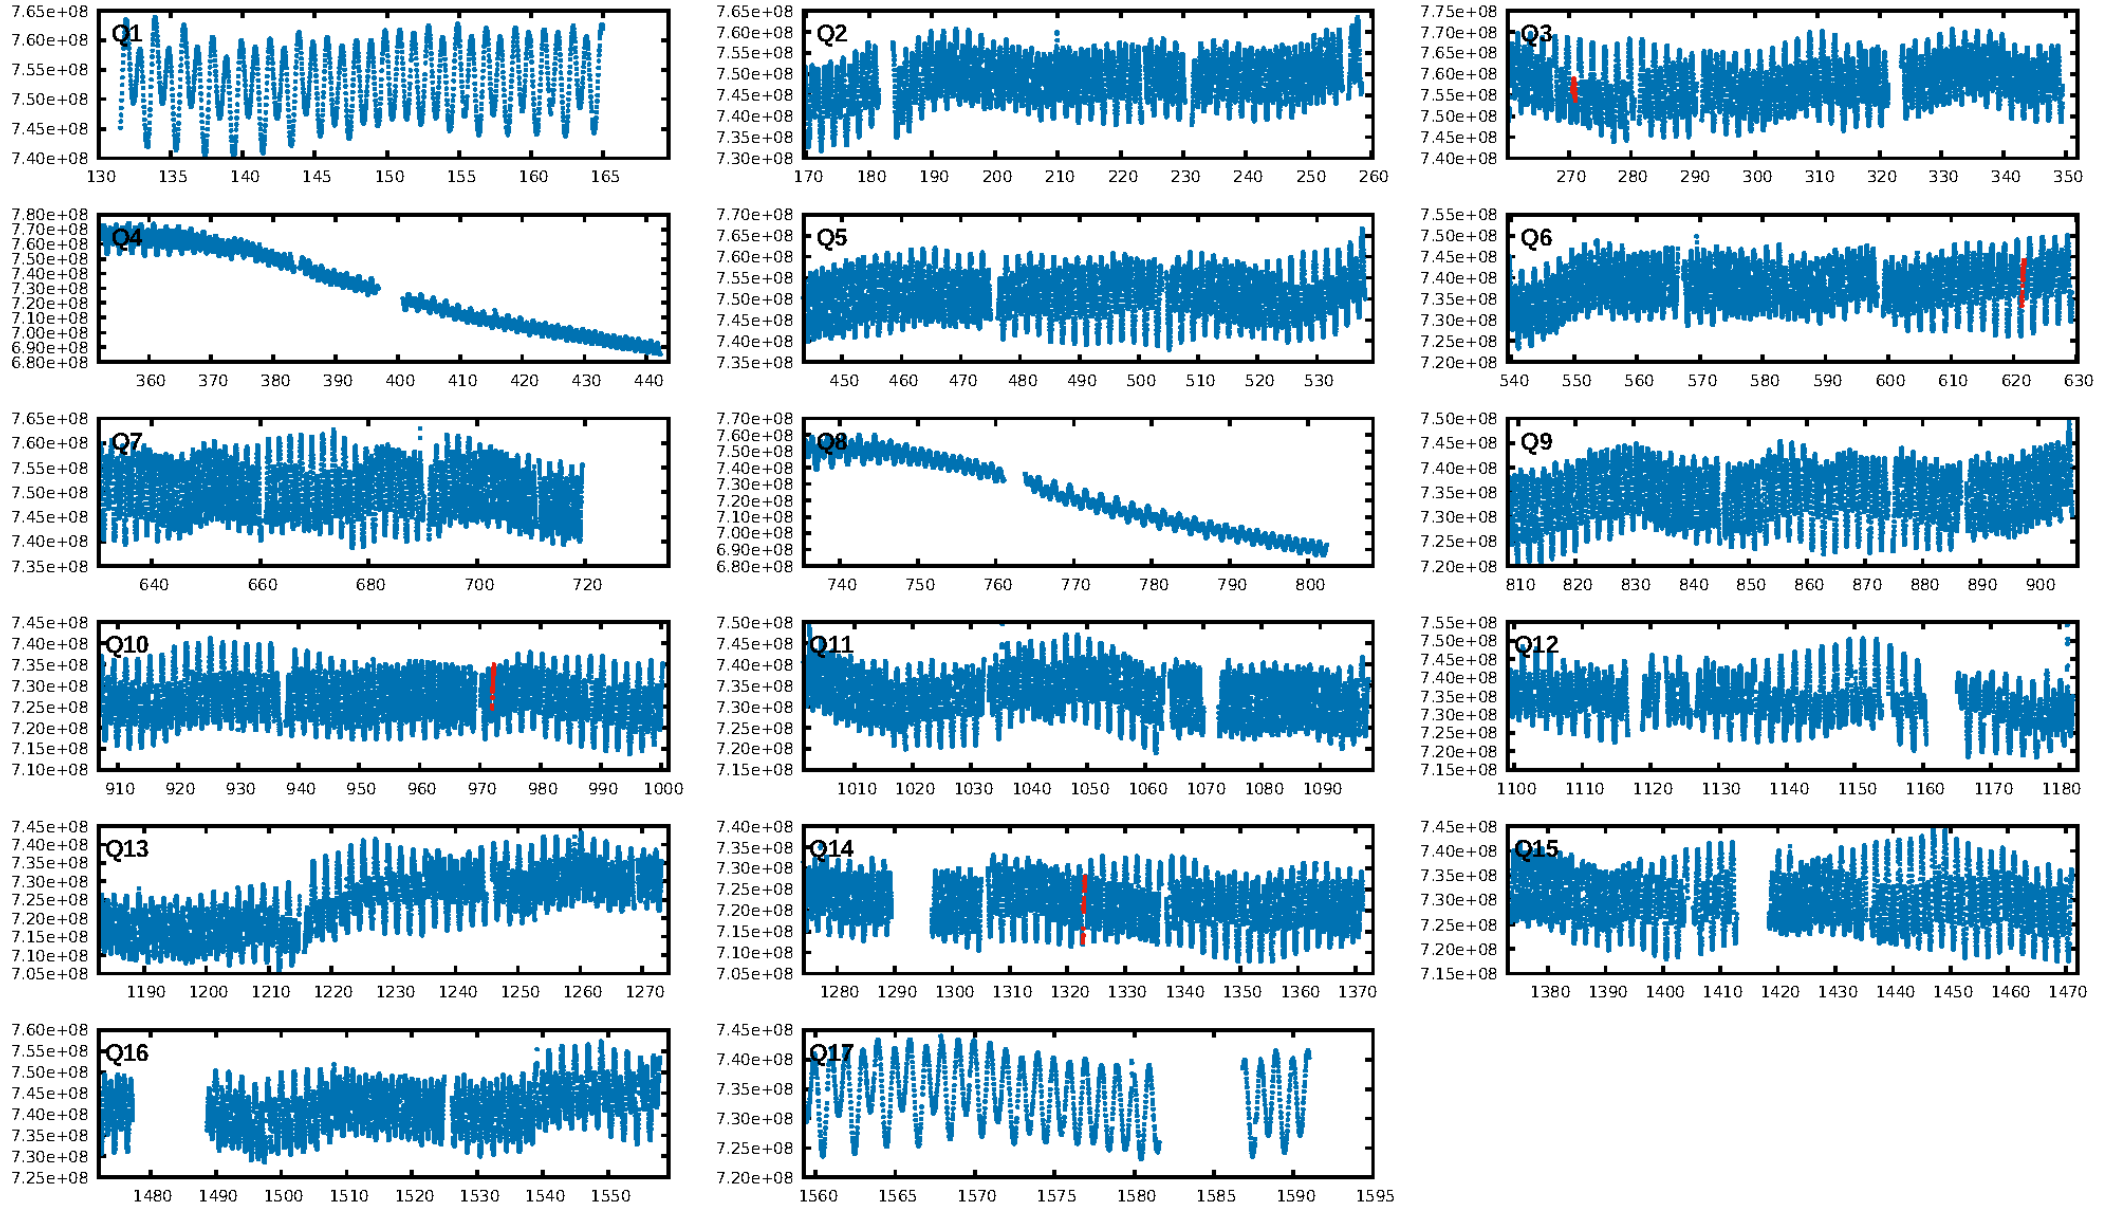 7.65e+08 7.60e+08 7.55e+08 7.50e+08 7.45e+08 7.40e+08
Q1
130 135 140 145 150 155 160 165
7.65e+08 7.60e+08 7.55e+08 7.50e+08 7.45e+08 7.40e+08 7.35e+08 7.30e+08
Q2
170 180 190 200 210 220 230 240 250 260
7.75e+08 7.70e+08 7.65e+08 7.60e+08 7.55e+08 7.50e+08 7.45e+08 7.40e+08
Q3
270 280 290 300 310 320 330 340 350
7.80e+08 7.70e+08 7.60e+08 7.50e+08 7.40e+08 7.30e+08 7.20e+08 7.10e+08 7.00e+08 6.90e+08 6.80e+08
Q4
360 370 380 390 400 410 420 430 440
7.70e+08 7.65e+08 7.60e+08 7.55e+08 7.50e+08 7.45e+08 7.40e+08 7.35e+08
Q5
450 460 470 480 490 500 510 520 530
7.55e+08 7.50e+08 7.45e+08 7.40e+08 7.35e+08 7.30e+08 7.25e+08 7.20e+08
Q6
540 550 560 570 580 590 600 610 620 630
7.65e+08 7.60e+08 7.55e+08 7.50e+08 7.45e+08 7.40e+08 7.35e+08
Q7
640 660 680 700 720
7.70e+08 7.60e+08 7.50e+08 7.40e+08 7.30e+08 7.20e+08 7.10e+08 7.00e+08 6.90e+08 6.80e+08
Q8
740 750 760 770 780 790 800
7.50e+08 7.45e+08 7.40e+08 7.35e+08 7.30e+08 7.25e+08 7.20e+08
Q9
810 820 830 840 850 860 870 880 890 900
7.45e+08 7.40e+08 7.35e+08 7.30e+08 7.25e+08 7.20e+08 7.15e+08 7.10e+08
Q10
910 920 930 940 950 960 970 980 990 1000
7.50e+08 7.45e+08 7.40e+08 7.35e+08 7.30e+08 7.25e+08 7.20e+08 7.15e+08
Q11
1010 1020 1030 1040 1050 1060 1070 1080 1090
7.55e+08 7.50e+08 7.45e+08 7.40e+08 7.35e+08 7.30e+08 7.25e+08 7.20e+08 7.15e+08
Q12
1100 1110 1120 1130 1140 1150 1160 1170 1180
7.45e+08 7.40e+08 7.35e+08 7.30e+08 7.25e+08 7.20e+08 7.15e+08 7.10e+08 7.05e+08
Q13
1190 1200 1210 1220 1230 1240 1250 1260 1270
7.40e+08 7.35e+08 7.30e+08 7.25e+08 7.20e+08 7.15e+08 7.10e+08 7.05e+08
Q14
1280 1290 1300 1310 1320 1330 1340 1350 1360 1370
7.45e+08 7.40e+08 7.35e+08 7.30e+08 7.25e+08 7.20e+08 7.15e+08
Q15
1380 1390 1400 1410 1420 1430 1440 1450 1460 1470
7.60e+08 7.55e+08 7.50e+08 7.45e+08 7.40e+08 7.35e+08 7.30e+08 7.25e+08
Q16
1480 1490 1500 1510 1520 1530 1540 1550
7.45e+08 7.40e+08 7.35e+08 7.30e+08 7.25e+08 7.20e+08
Q17
1560 1565 1570 1575 1580 1585 1590 1595